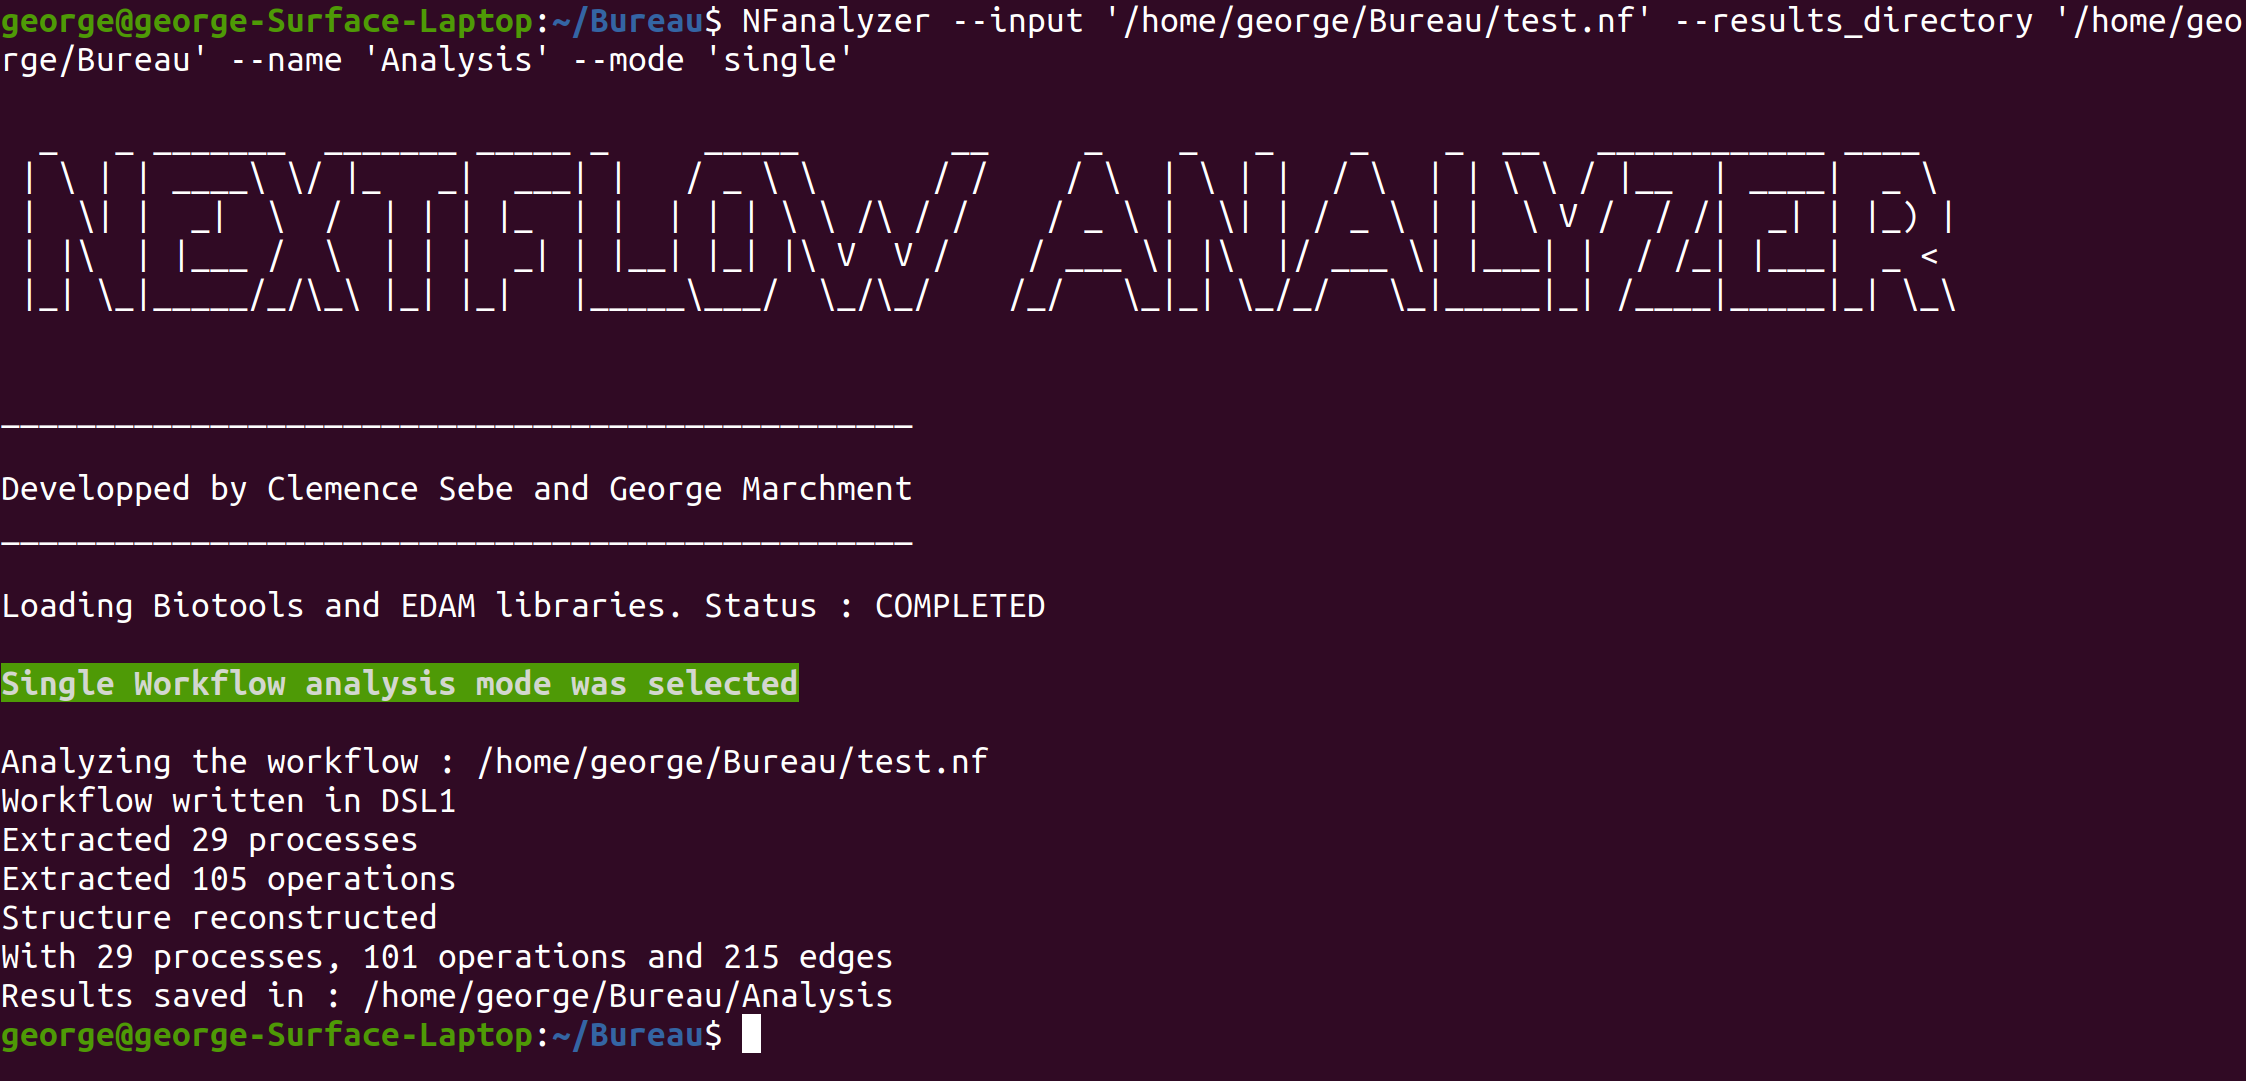 george@george-Surface-Laptop:~/Bureau$ NFanalyzer --input '/home/george/Bureau/test.nf' --results_directory '/home/geo
rge/Bureau' --name 'Analysis' --mode 'single'
NEXTFLOW ANALYZER
Developped by Clemence Sebe and George Marchment
Loading Biotools and EDAM libraries. Status : COMPLETED
Single Workflow analysis mode was selected
Analyzing the workflow : /home/george/Bureau/test.nf
Workflow written in DSL1
Extracted 29 processes
Extracted 105 operations
Structure reconstructed
With 29 processes, 101 operations and 215 edges
Results saved in : /home/george/Bureau/Analysis
george@george-Surface-Laptop:~/Bureau$